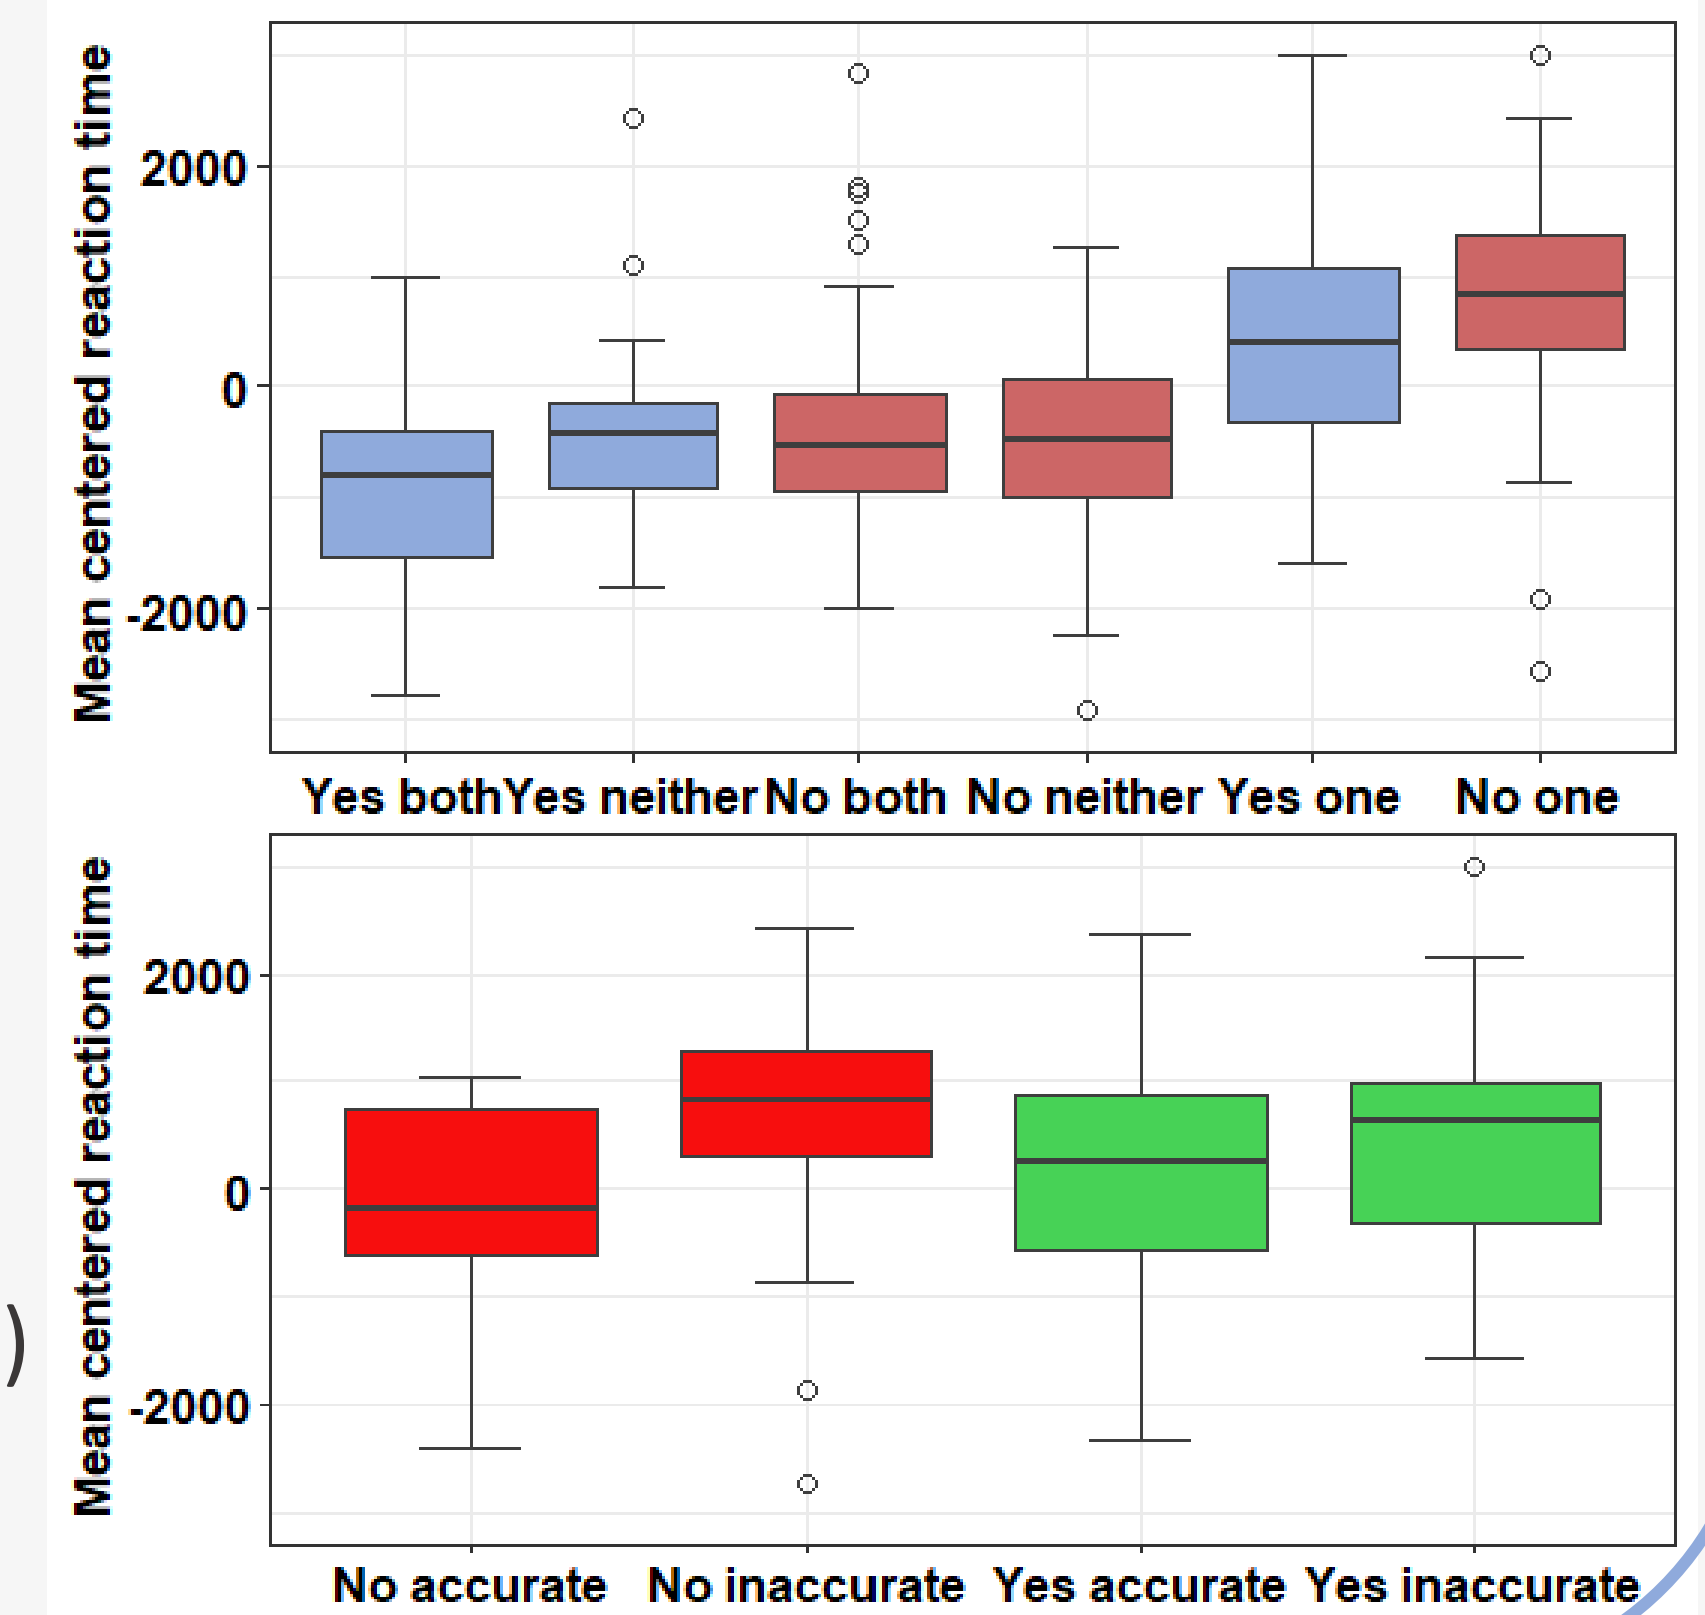 Mean centered reaction time
2000
0
-2000
Yes both Yes neither No both No neither Yes one No one
Mean centered reaction time
2000
0
-2000
)
No accurate No inaccurate Yes accurate Yes inaccurate